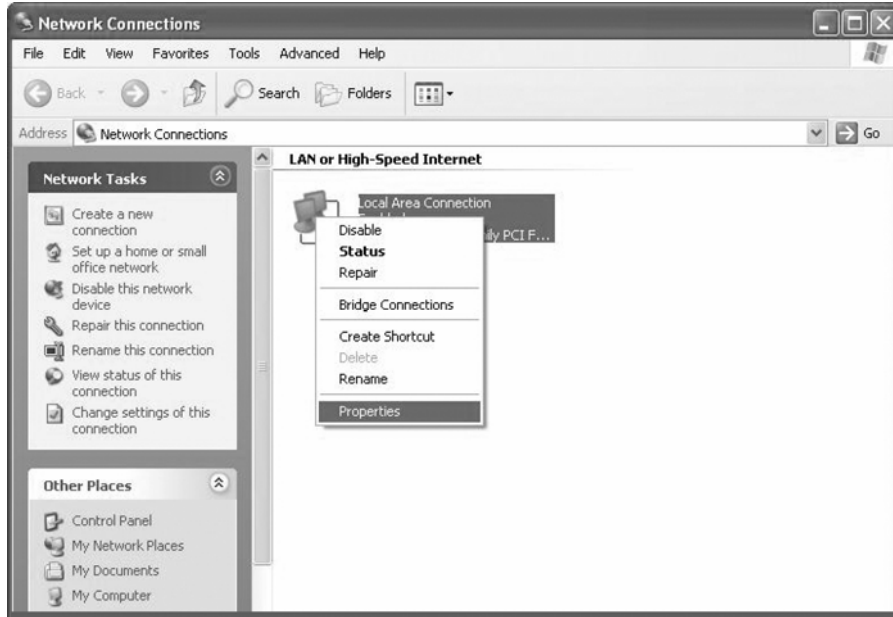 Network Connections
File Edit View Favorites Tools Advanced Help
Back Search Folders
Address Network Connections Go
Network Tasks
Create a new
connection
Set up a home or small
office network
Disable this network
device
Repair this connection
Rename this connection
View status of this
connection
Change settings of this
connection
Other Places
Control Panel
My Network Places
My Documents
My Computer
LAN or High-Speed Internet
Local Area Connection
PCI F...
Disable
Status
Repair
Bridge Connections
Create Shortcut
Delete
Rename
Properties